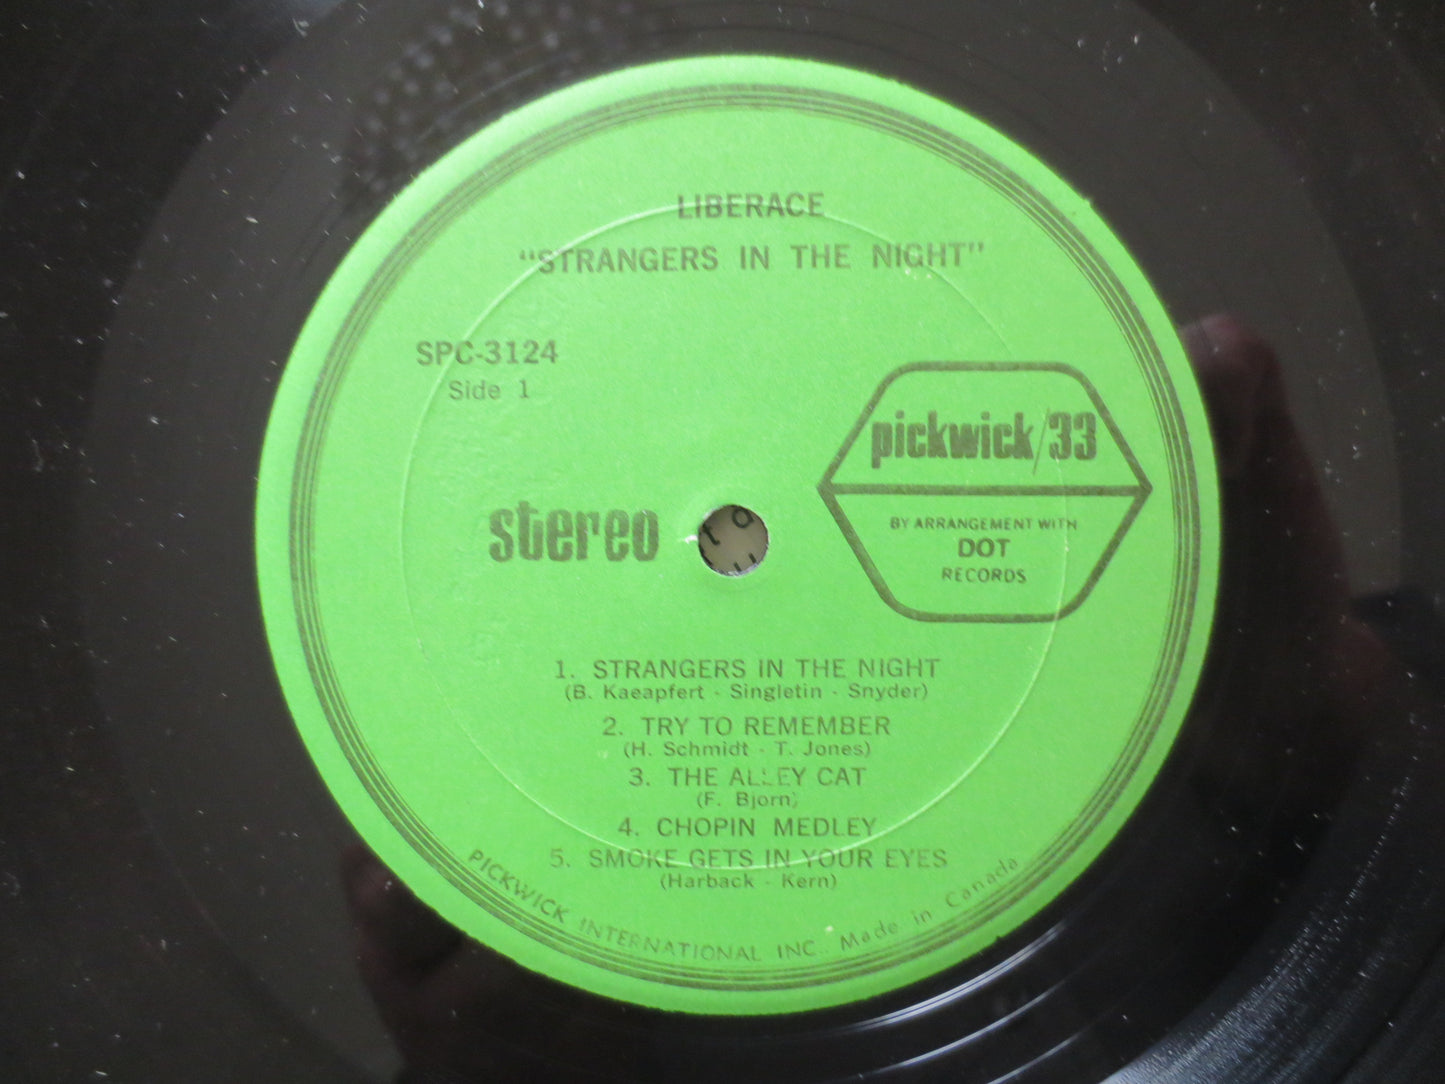 LIBERACE
"STRANGERS IN THE NIGHT"
SPC-3124
Side 1
pickwick/33
BY ARRANGEMENT WITH
DOT
RECORDS
stereo
1. STRANGERS IN THE NIGHT
(B. Kaeapfert - Singletin - Snyder)
2. TRY TO REMEMBER
(H. Schmidt - T. Jones)
3. THE ALLEY CAT
(F. Bjorn)
4. CHOPIN MEDLEY
5. SMOKE GETS IN YOUR EYES
(Harback - Kern)
PICKWICK INTERNATIONAL INC. Made in Canada